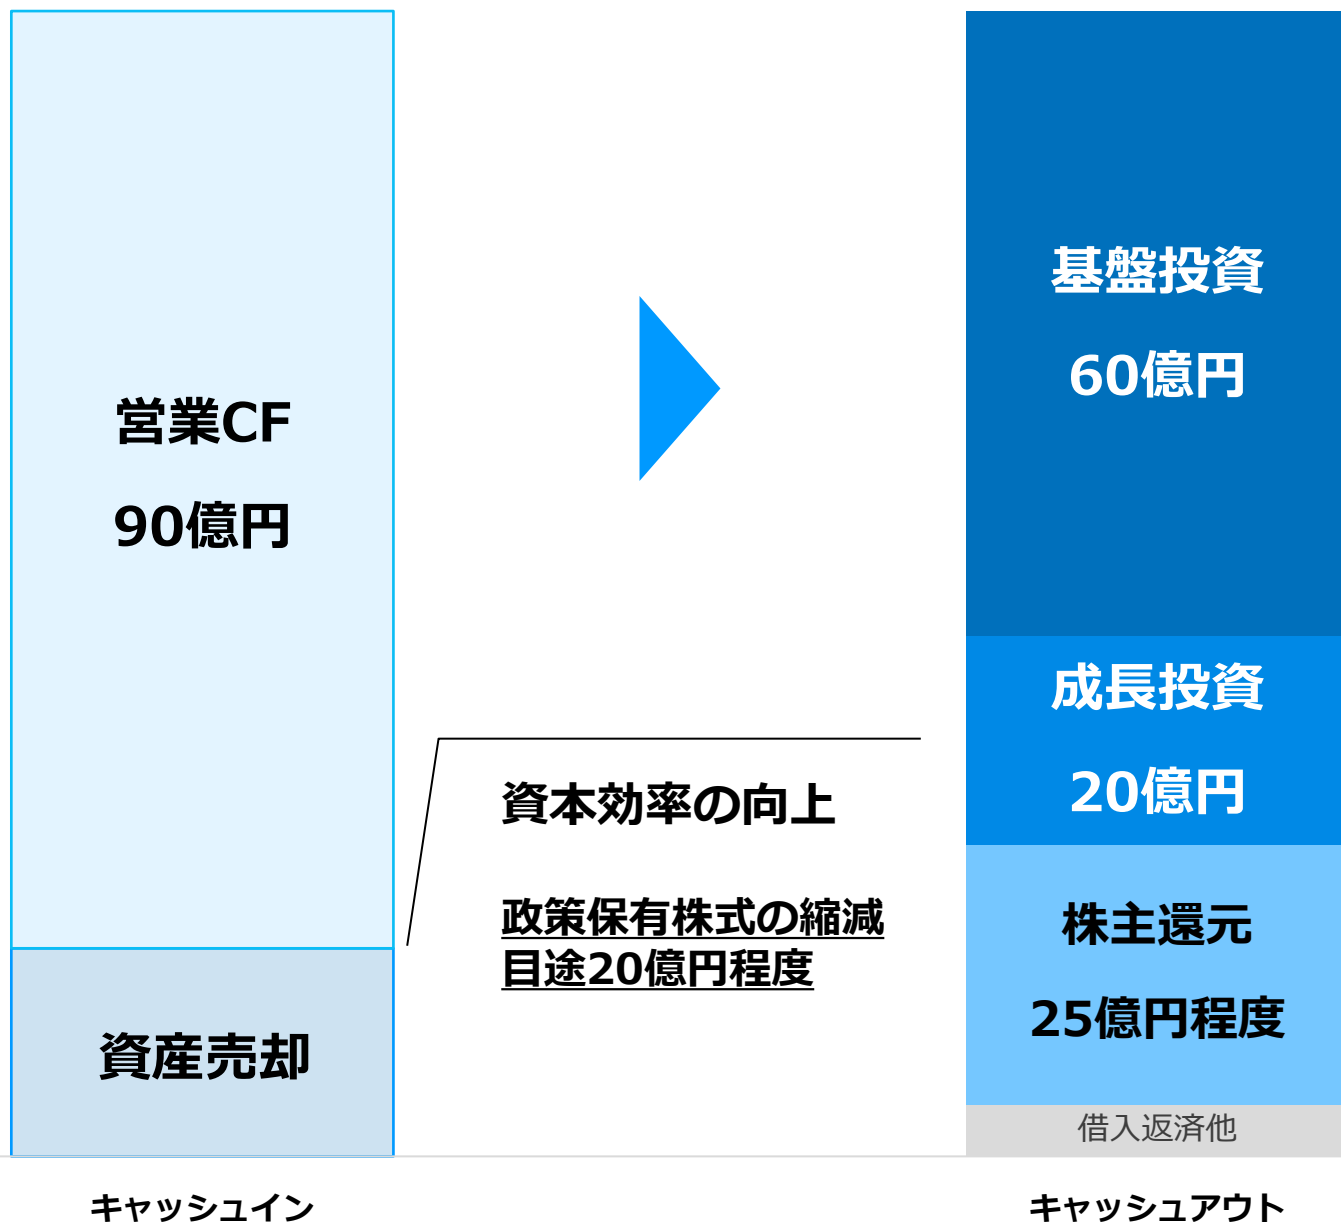 営業CF
90億円
資産売却
キャッシュイン
資本効率の向上
政策保有株式の縮減
目途20億円程度
基盤投資
60億円
成長投資
20億円
株主還元
25億円程度
借入返済他
キャッシュアウト